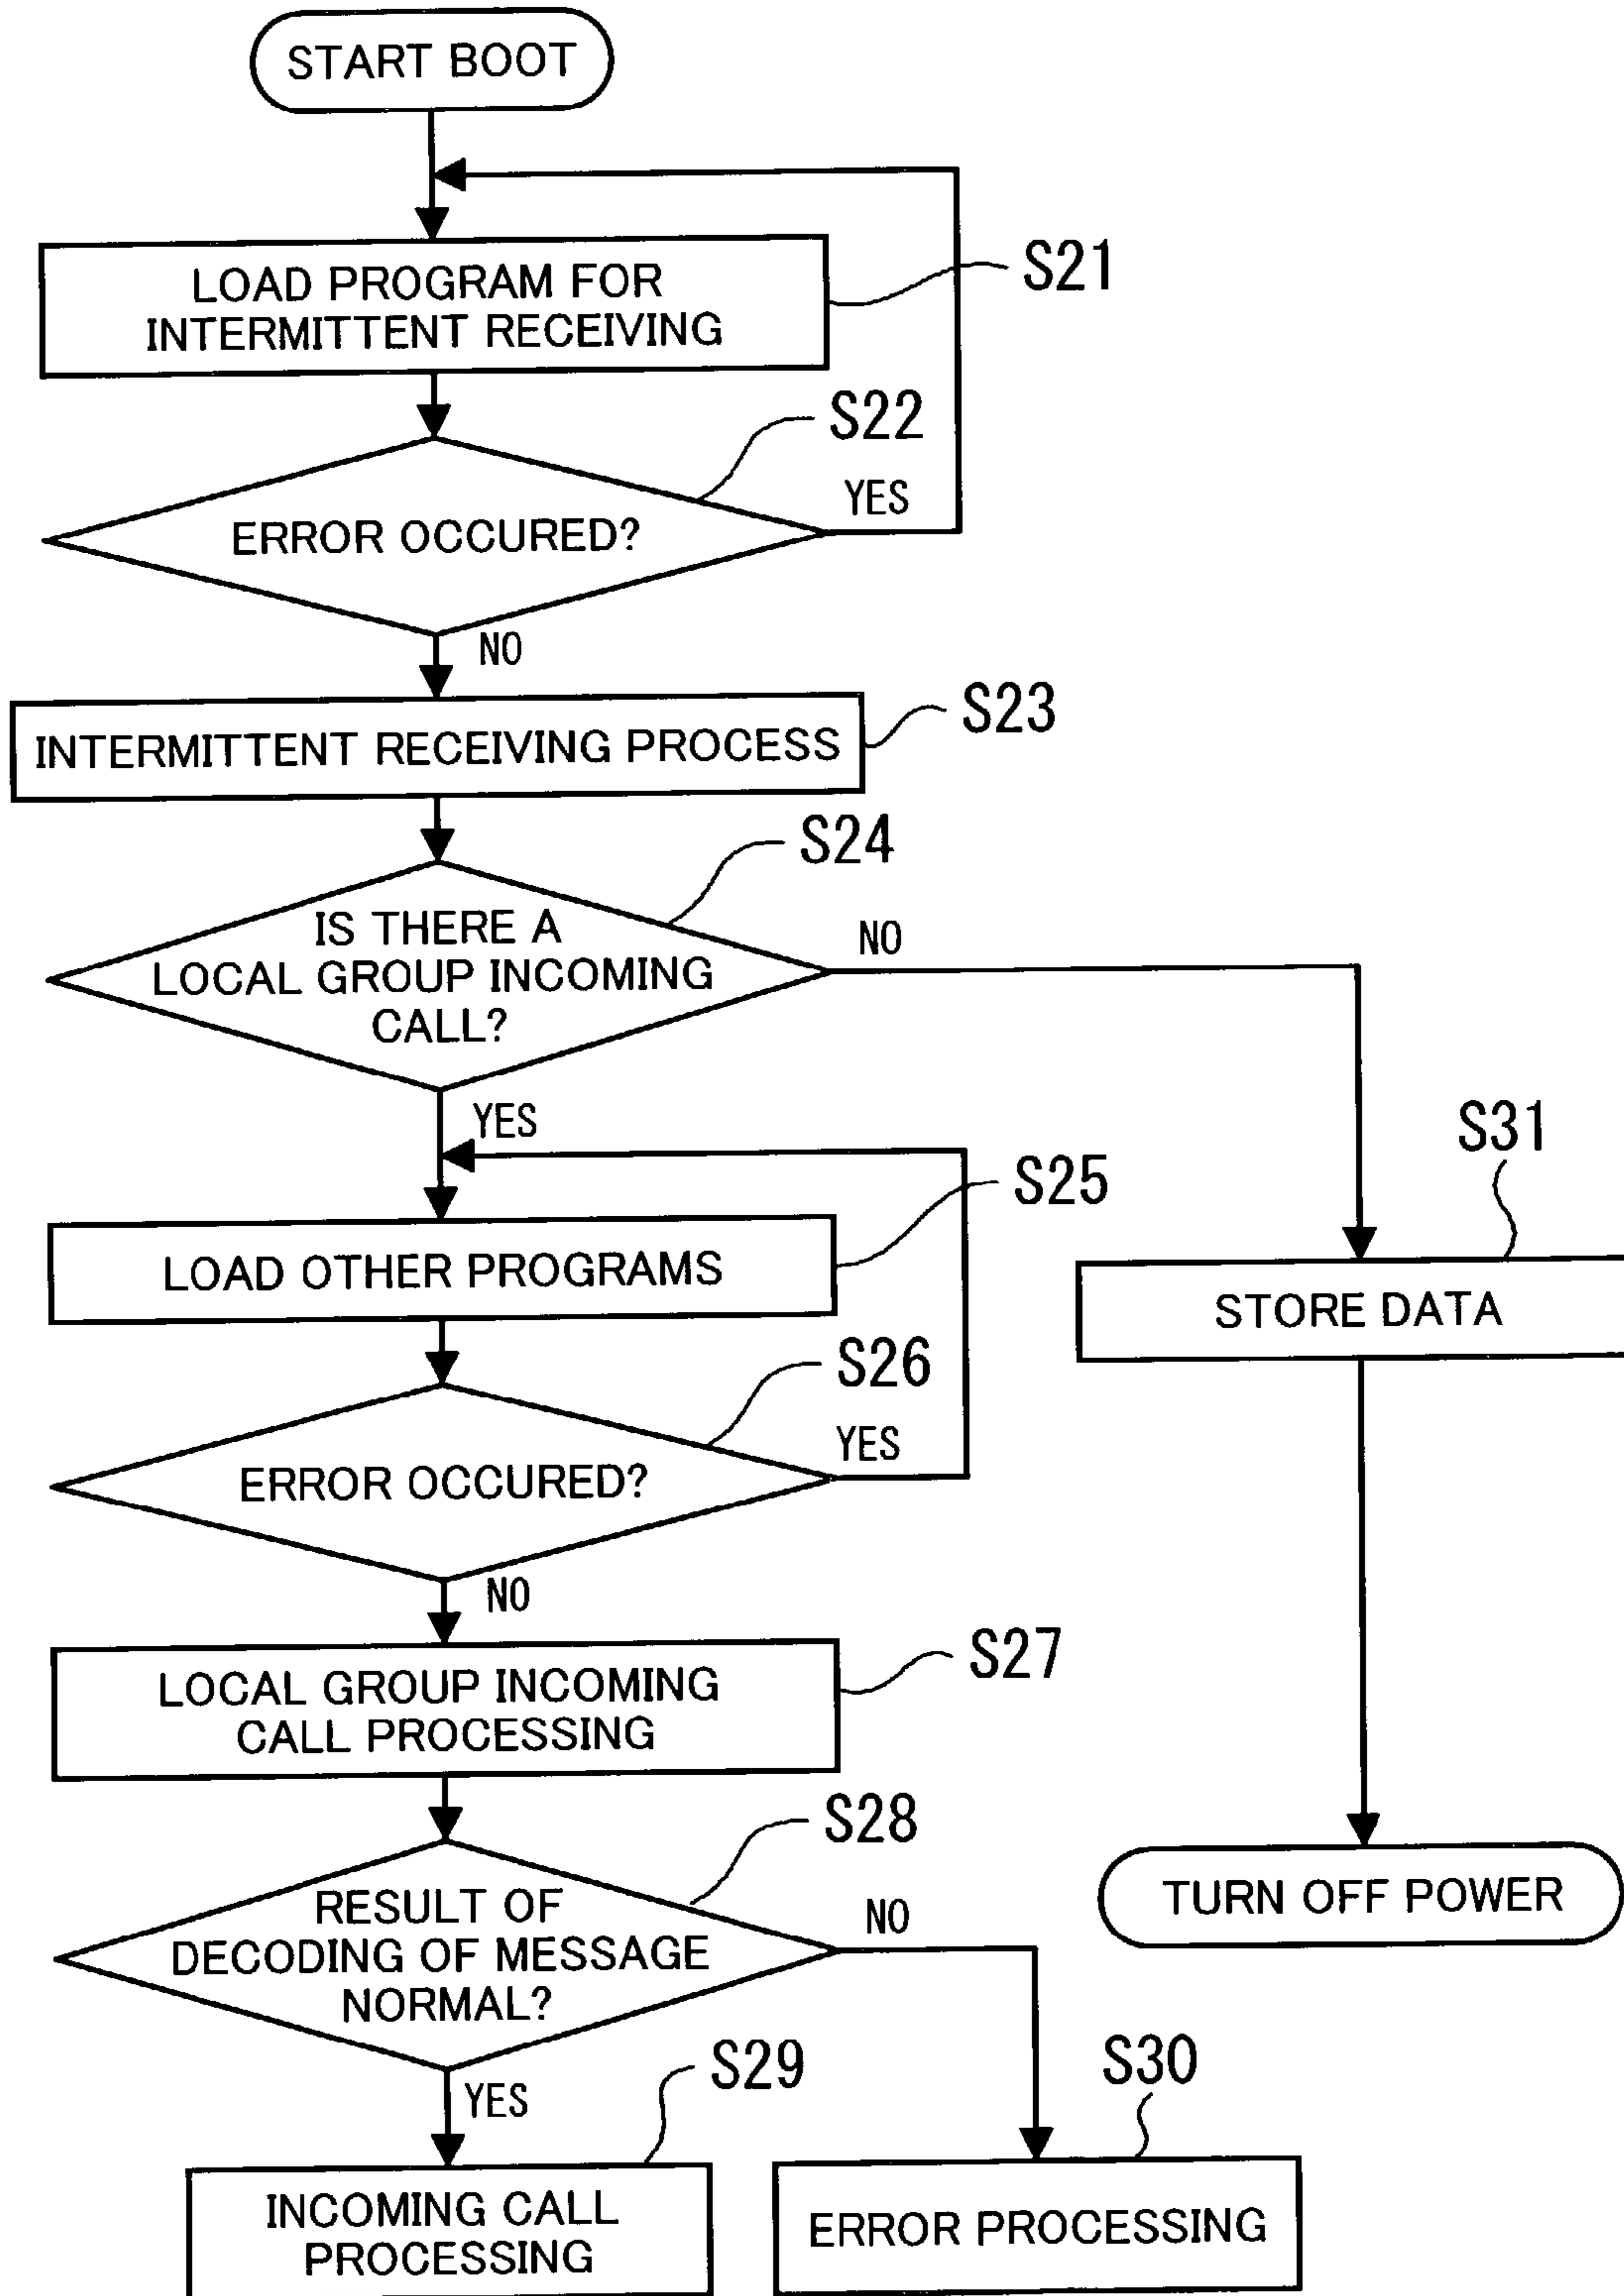 START BOOT
LOAD PROGRAM FOR
INTERMITTENT RECEIVING
S21
S22
ERROR OCCURED?
YES
NO
INTERMITTENT RECEIVING PROCESS
S23
S24
IS THERE A
LOCAL GROUP INCOMING
CALL?
NO
YES
S25
S31
LOAD OTHER PROGRAMS
STORE DATA
S26
ERROR OCCURED?
YES
NO
S27
LOCAL GROUP INCOMING
CALL PROCESSING
S28
RESULT OF
DECODING OF MESSAGE
NORMAL?
NO
TURN OFF POWER
YES
S29
S30
INCOMING CALL
PROCESSING
ERROR PROCESSING